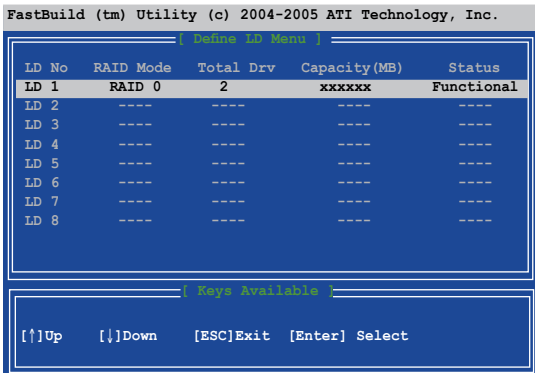 FastBuild (tm) Utility (c) 2004-2005 ATI Technology, Inc.
[ Define LD Menu ]
LD No RAID Mode Total Drv Capacity(MB) Status
LD 1 RAID 0 2 xxxxxx Functional
LD 2 ---- ---- ---- ----
LD 3 ---- ---- ---- ----
LD 4 ---- ---- ---- ----
LD 5 ---- ---- ---- ----
LD 6 ---- ---- ---- ----
LD 7 ---- ---- ---- ----
LD 8 ---- ---- ---- ----
[ Keys Available ]
[↑]Up [↓]Down [ESC]Exit [Enter] Select